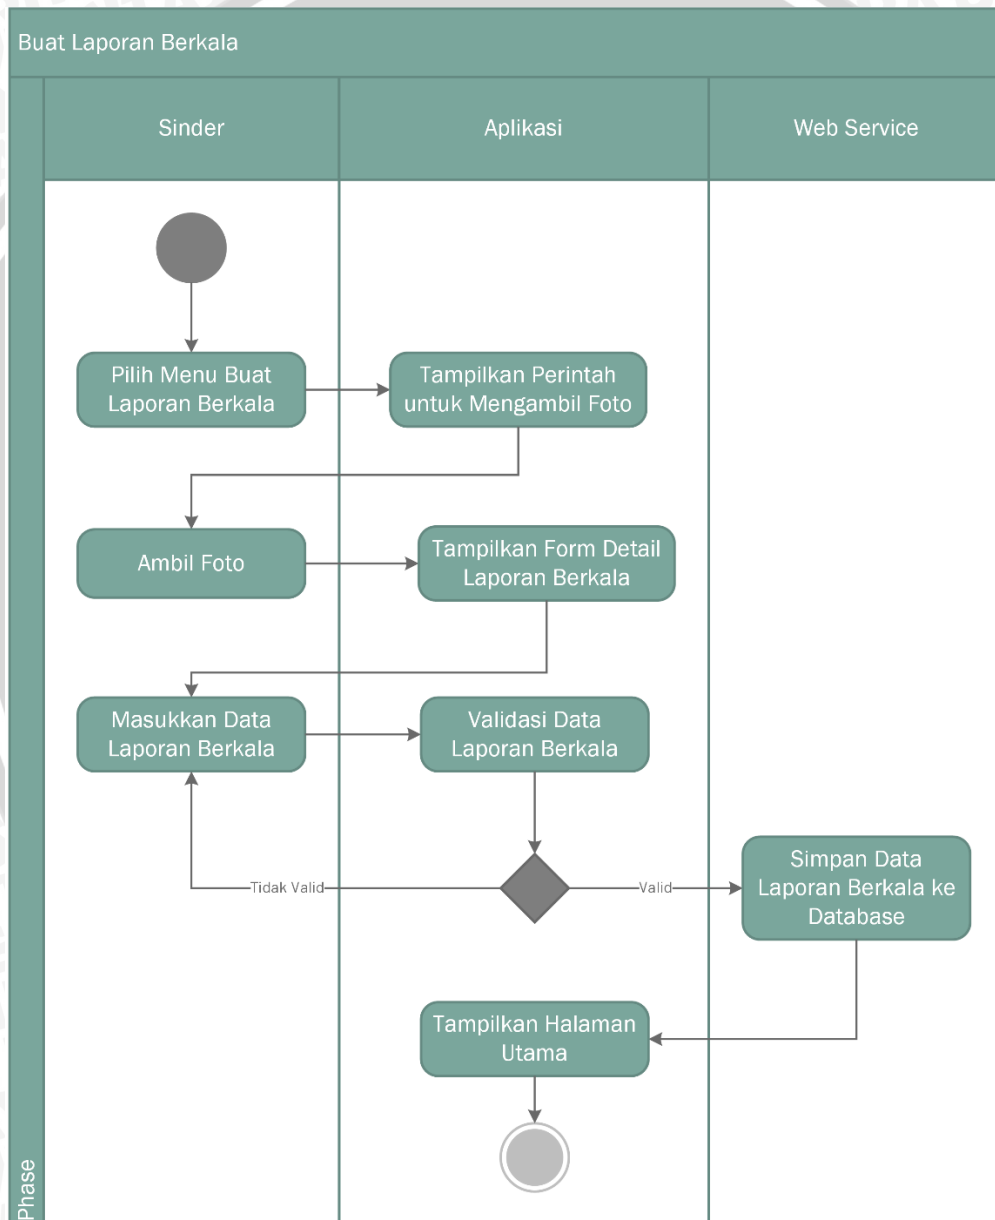 Buat Laporan Berkala
Sinder
Aplikasi
Web Service
Pilih Menu Buat
Laporan Berkala
Tampilkan Perintah
untuk Mengambil Foto
Ambil Foto
Tampilkan Form Detail
Laporan Berkala
Masukkan Data
Laporan Berkala
Validasi Data
Laporan Berkala
Tidak Valid
Valid
Simpan Data
Laporan Berkala ke
Database
Tampilkan Halaman
Utama
Phase